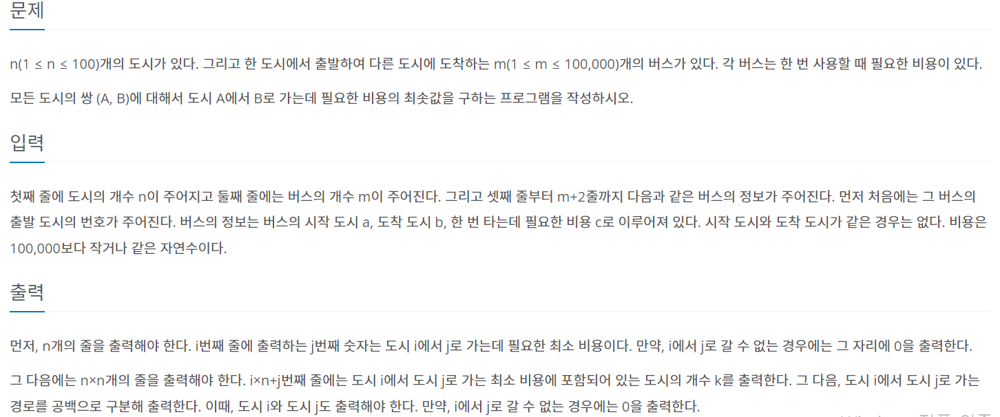 문제
n(1 ≤ n ≤ 100)개의 도시가 있다. 그리고 한 도시에서 출발하여 다른 도시에 도착하는 m(1 ≤ m ≤ 100,000)개의 버스가 있다. 각 버스는 한 번 사용할 때 필요한 비용이 있다.
모든 도시의 쌍 (A, B)에 대해서 도시 A에서 B로 가는데 필요한 비용의 최솟값을 구하는 프로그램을 작성하시오.
입력
첫째 줄에 도시의 개수 n이 주어지고 둘째 줄에는 버스의 개수 m이 주어진다. 그리고 셋째 줄부터 m+2줄까지 다음과 같은 버스의 정보가 주어진다. 먼저 처음에는 그 버스의
출발 도시의 번호가 주어진다. 버스의 정보는 버스의 시작 도시 a, 도착 도시 b, 한 번 타는데 필요한 비용 c로 이루어져 있다. 시작 도시와 도착 도시가 같은 경우는 없다. 비용은
100,000보다 작거나 같은 자연수이다.
출력
먼저, n개의 줄을 출력해야 한다. i번째 줄에 출력하는 j번째 숫자는 도시 i에서 j로 가는데 필요한 최소 비용이다. 만약, i에서 j로 갈 수 없는 경우에는 그 자리에 0을 출력한다.
그 다음에는 n×n개의 줄을 출력해야 한다. i×n+j번째 줄에는 도시 i에서 도시 j로 가는 최소 비용에 포함되어 있는 도시의 개수 k를 출력한다. 그 다음, 도시 i에서 도시 j로 가는
경로를 공백으로 구분해 출력한다. 이때, 도시 i와 도시 j도 출력해야 한다. 만약, i에서 j로 갈 수 없는 경우에는 0을 출력한다.